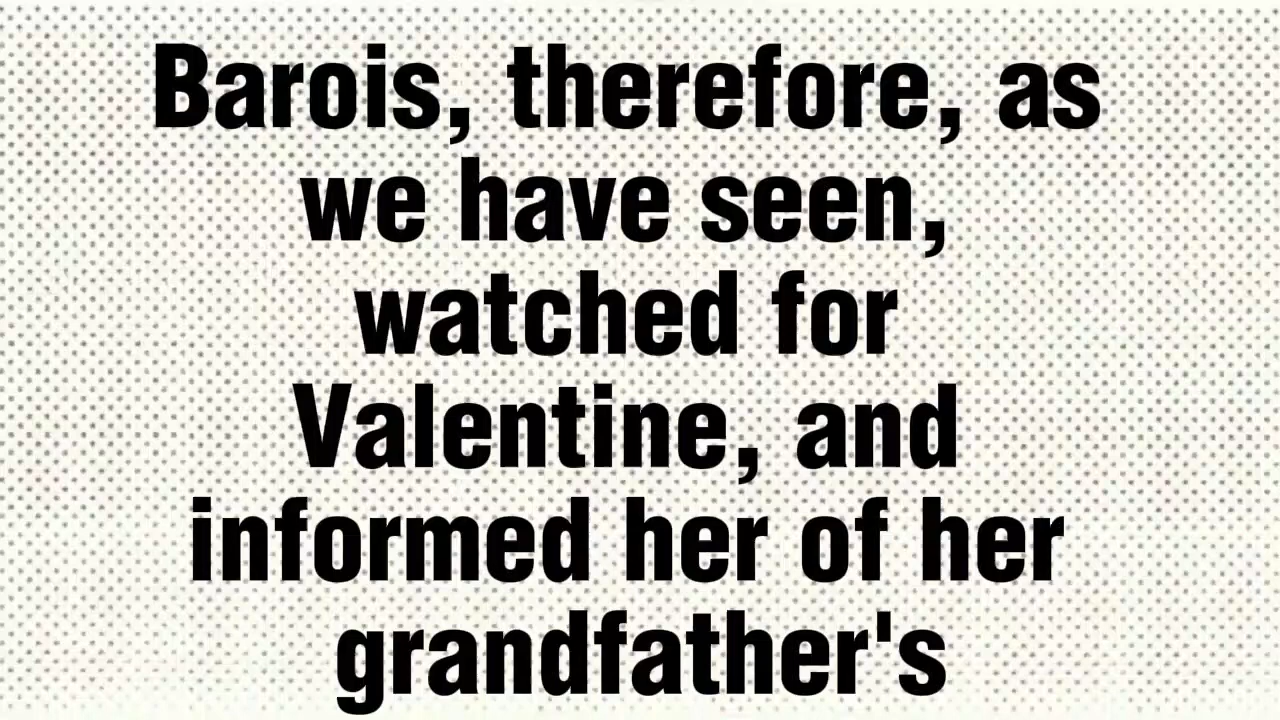 Barois, therefore, as
we have seen,
watched for
Valentine, and
informed her of her
grandfather's